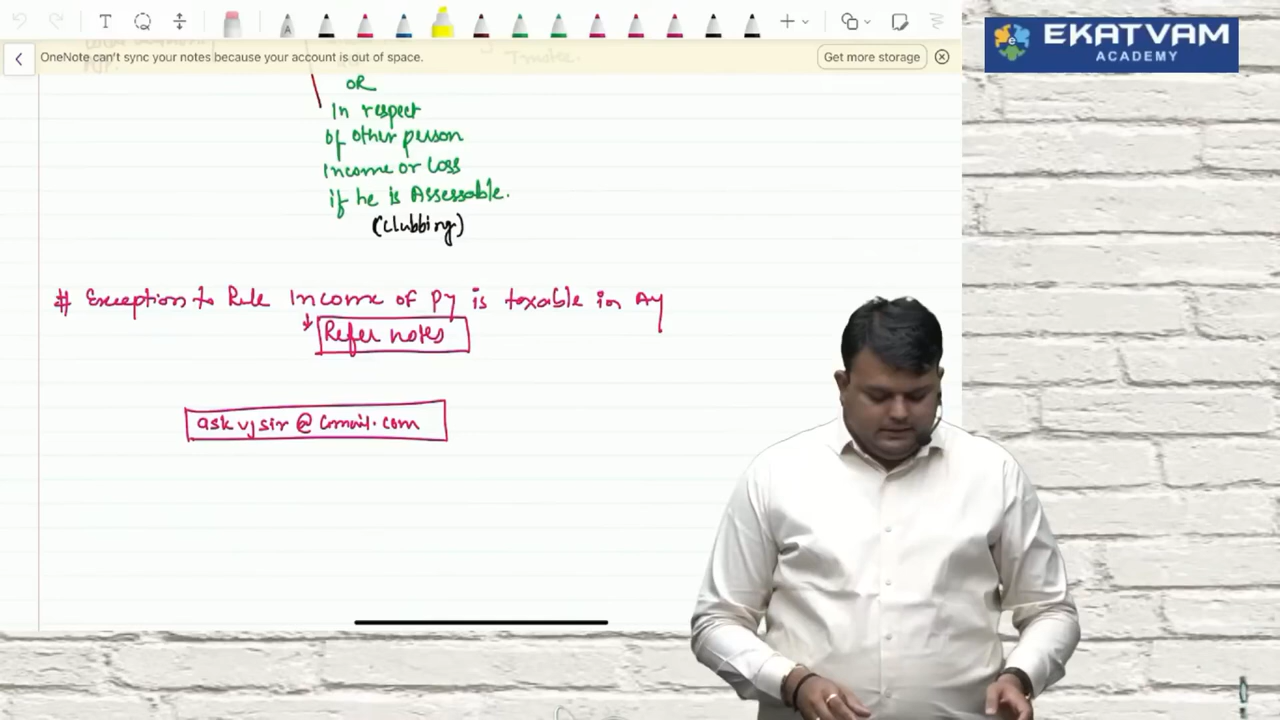 T
A
EKATVAM
ACADEMY
OneNote can't sync your notes because your account is out of space.
Get more storage
OR
In respect
of other person
Income or Loss
if he is Assessable.
(Clubbing)
# Exception to Rule Income of Py is taxable in Ay
Refer notes
askvjsir@Gmail.com